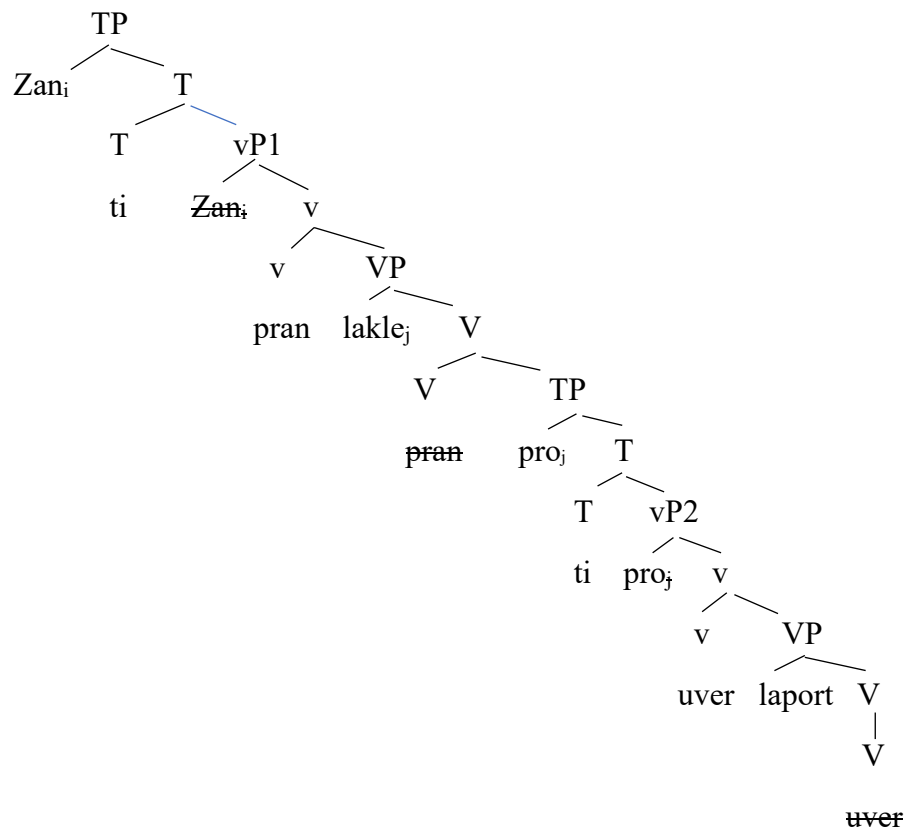 TP
Zanᵢ T
T vP1
ti Zanᵢ v
v VP
pran lakleⱼ V
V TP
pran proⱼ T
T vP2
ti proⱼ v
v VP
uver laport V
V
uver